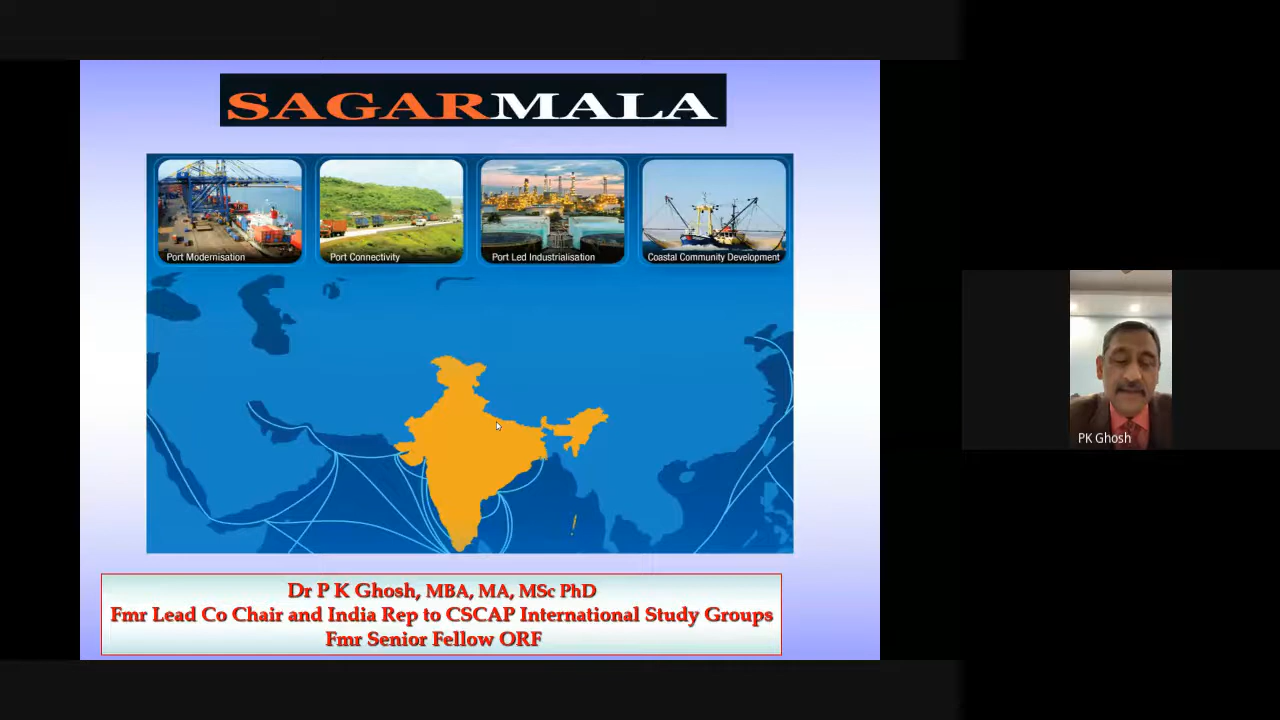 SAGARMALA
Port Modernisation
Port Connectivity
Port Led Industrialisation
Coastal Community Development
Dr P K Ghosh, MBA, MA, MSc PhD
Fmr Lead Co Chair and India Rep to CSCAP International Study Groups
Fmr Senior Fellow ORF
PK Ghosh